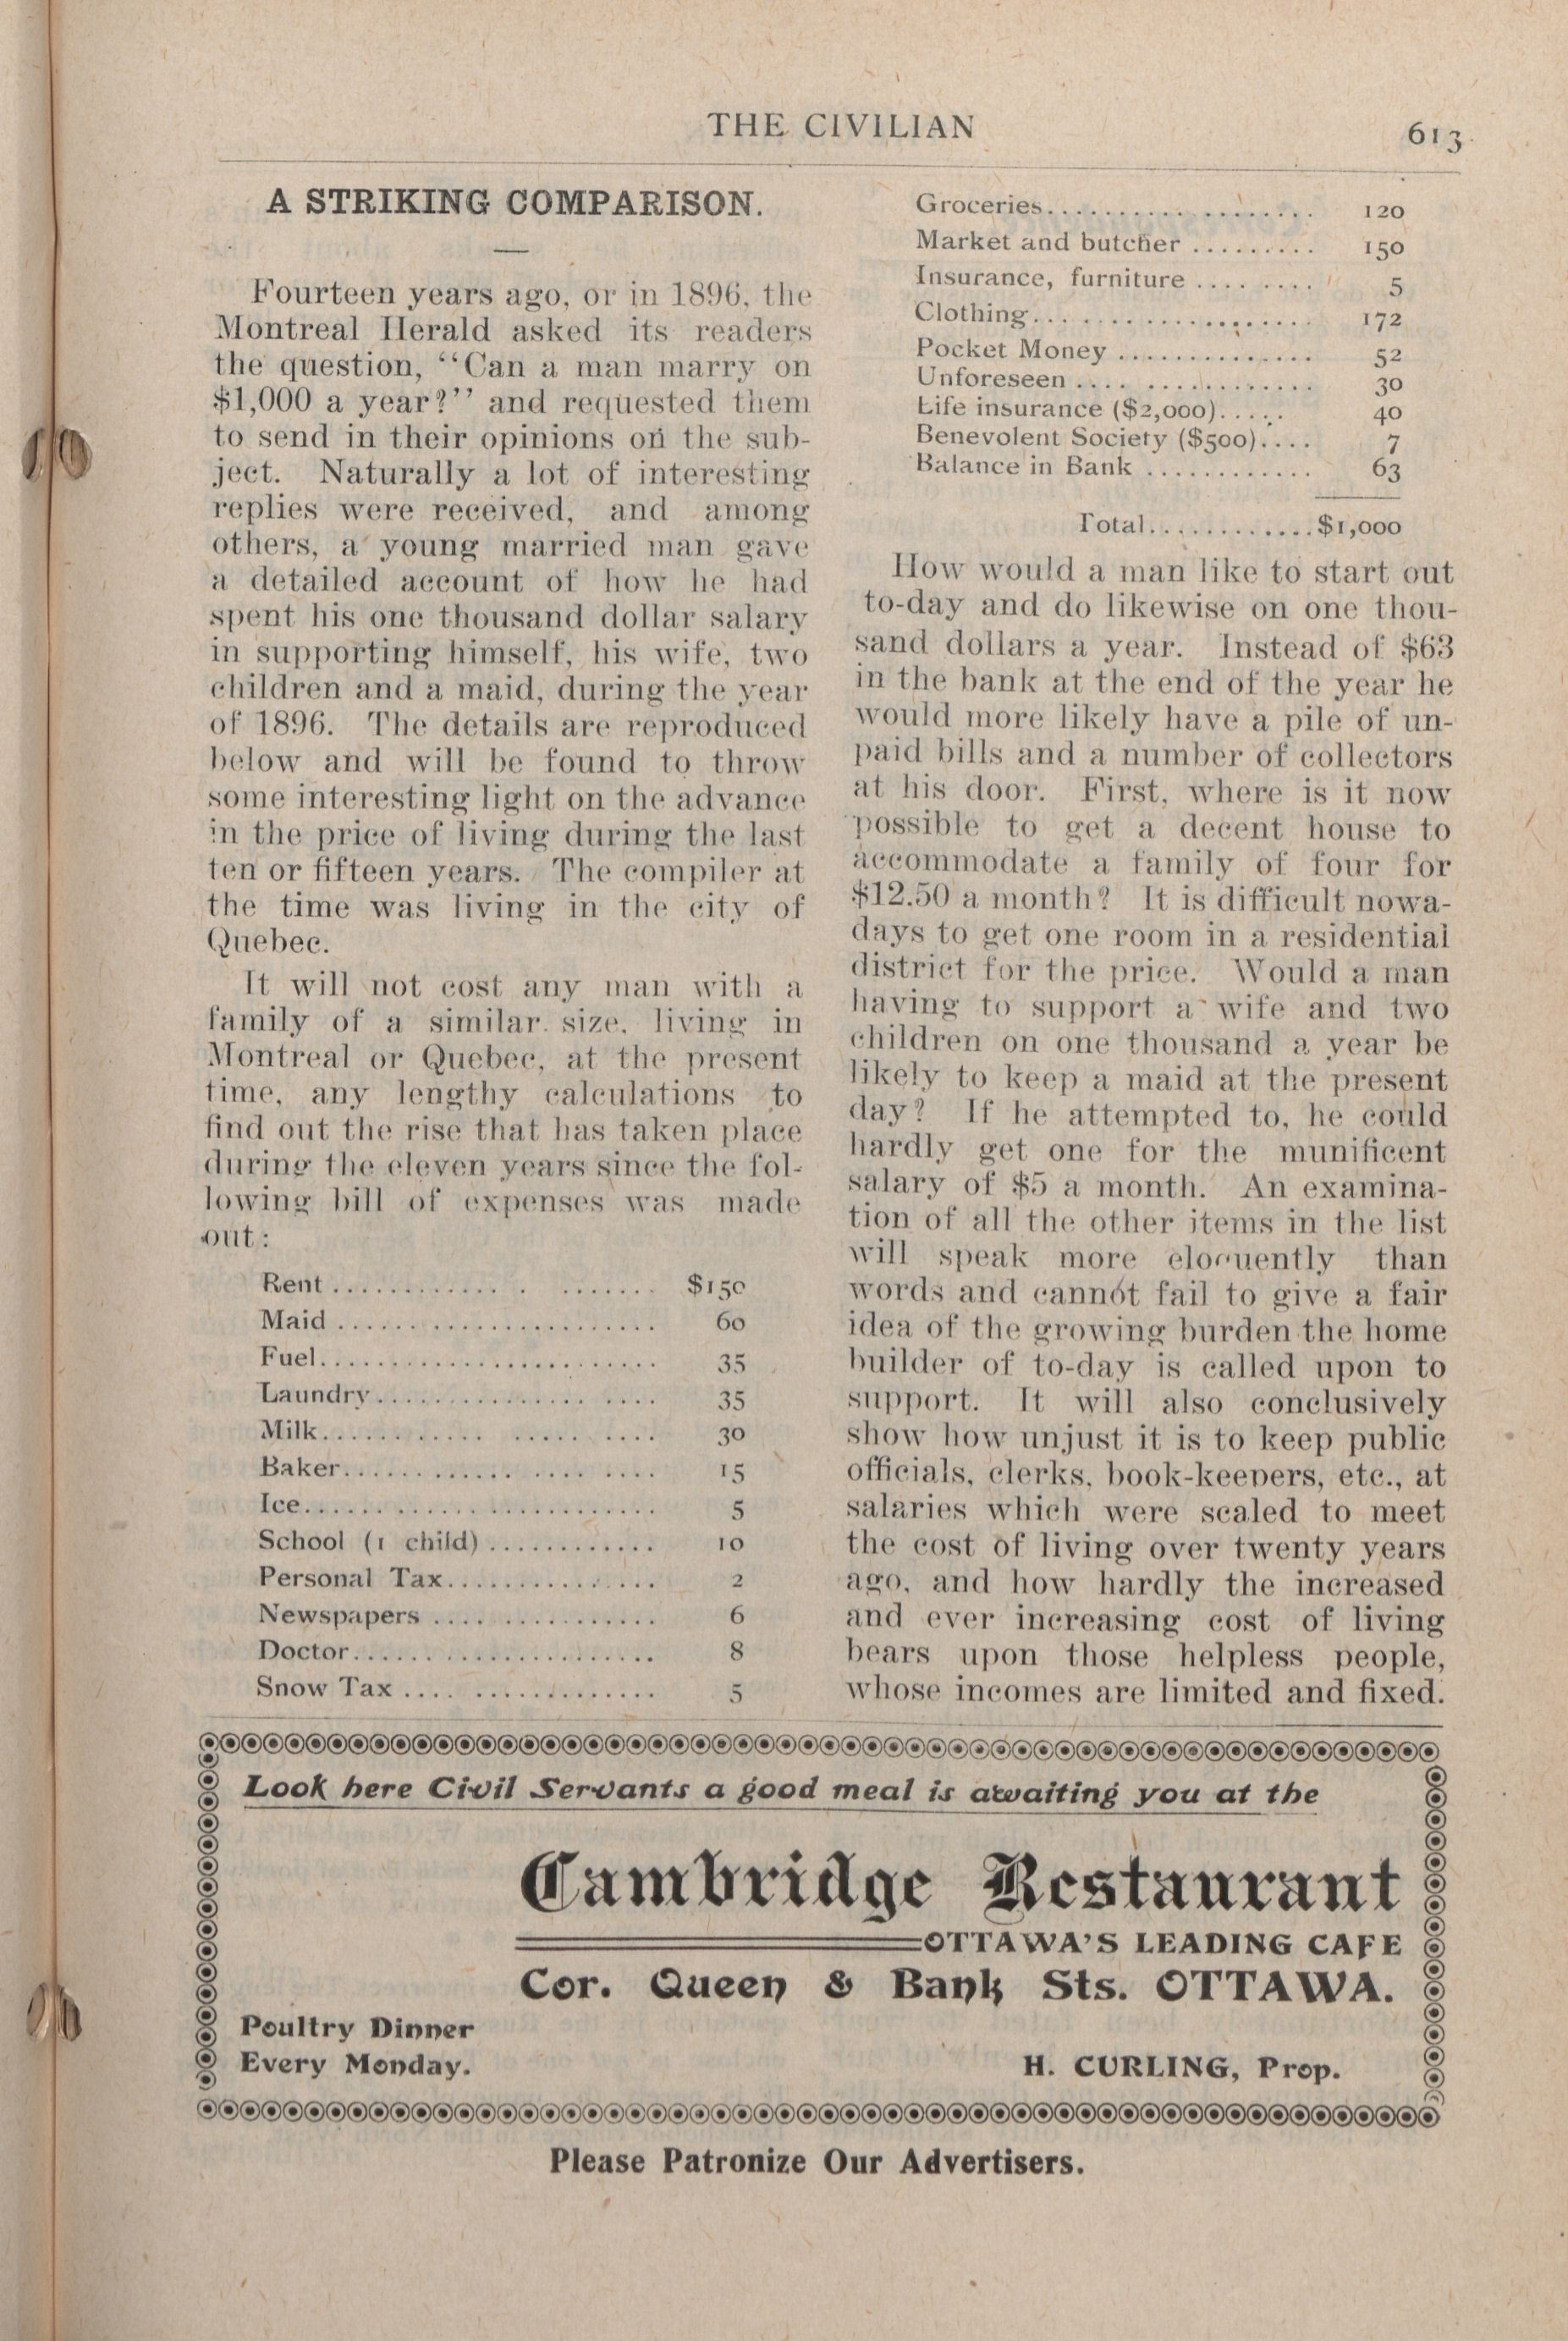 THE CIVILIAN
613
A STRIKING COMPARISON.
Fourteen years ago, or in 1896, the
Montreal Herald asked its readers
the question, "Can a man marry on
$1,000 a year?" and requested them
to send in their opinions on the sub-
ject. Naturally a lot of interesting
replies were received, and among
others, a young married man gave
a detailed account of how he had
spent his one thousand dollar salary
in supporting himself, his wife, two
children and a maid, during the year
of 1896. The details are reproduced
below and will be found to throw
some interesting light on the advance
in the price of living during the last
ten or fifteen years. The compiler at
the time was living in the city of
Quebec.
It will not cost any man with a
family of a similar size, living in
Montreal or Quebec, at the present
time, any lengthy calculations to
find out the rise that has taken place
during the eleven years since the fol-
lowing bill of expenses was made
out:
Rent .................... $150
Maid .................... 60
Fuel.................... 35
Laundry.................... 35
Milk.................... 30
Baker.................... 15
Ice.................... 5
School (1 child) ............ 10
Personal Tax............... 2
Newspapers ................ 6
Doctor..................... 8
Snow Tax .................. 5
Groceries.................. 120
Market and butcher ......... 150
Insurance, furniture ........ 5
Clothing.................... 172
Pocket Money .............. 52
Unforeseen ................ 30
Life insurance ($2,000)..... 40
Benevolent Society ($500).... 7
Balance in Bank ............ 63
Total............$1,000
How would a man like to start out
to-day and do likewise on one thou-
sand dollars a year. Instead of $63
in the bank at the end of the year he
would more likely have a pile of un-
paid bills and a number of collectors
at his door. First, where is it now
possible to get a decent house to
accommodate a family of four for
$12.50 a month? It is difficult nowa-
days to get one room in a residential
district for the price. Would a man
having to support a wife and two
children on one thousand a year be
likely to keep a maid at the present
day? If he attempted to, he could
hardly get one for the munificent
salary of $5 a month. An examina-
tion of all the other items in the list
will speak more eloquently than
words and cannot fail to give a fair
idea of the growing burden the home
builder of to-day is called upon to
support. It will also conclusively
show how unjust it is to keep public
officials, clerks, book-keepers, etc., at
salaries which were scaled to meet
the cost of living over twenty years
ago, and how hardly the increased
and ever increasing cost of living
bears upon those helpless people,
whose incomes are limited and fixed.
Look here Civil Servants a good meal is awaiting you at the
Cambridge Restaurant
OTTAWA'S LEADING CAFE
Cor. Queen & Bank Sts. OTTAWA.
Poultry Dinner
Every Monday.
H. CURLING, Prop.
Please Patronize Our Advertisers.